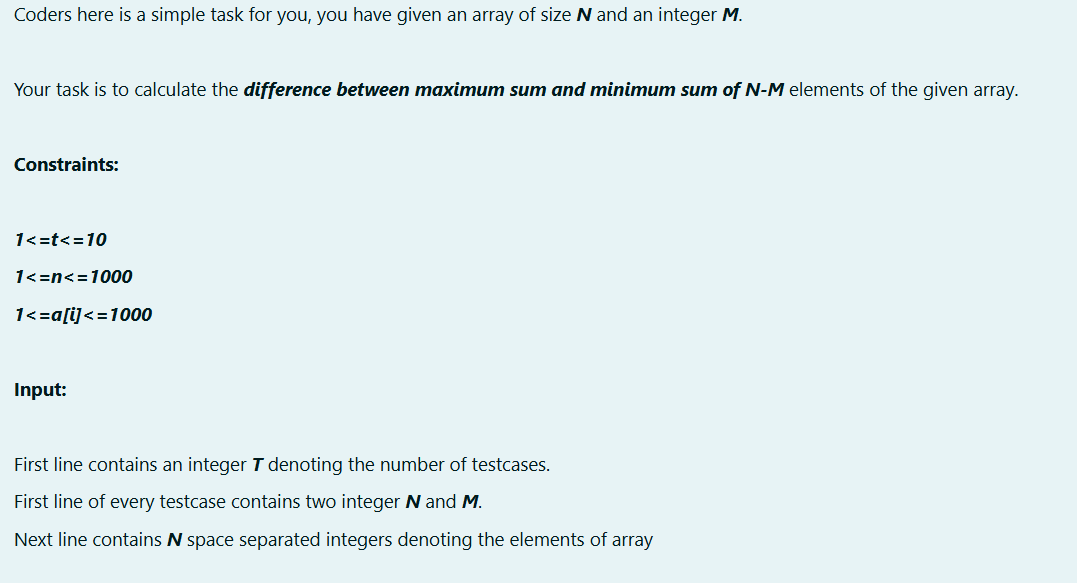 Coders here is a simple task for you, you have given an array of size N and an integer M.
Your task is to calculate the difference between maximum sum and minimum sum of N-M elements of the given array.
Constraints:
1<=t<=10
1<=n<=1000
1<=a[i]<=1000
Input:
First line contains an integer T denoting the number of testcases.
First line of every testcase contains two integer N and M.
Next line contains N space separated integers denoting the elements of array